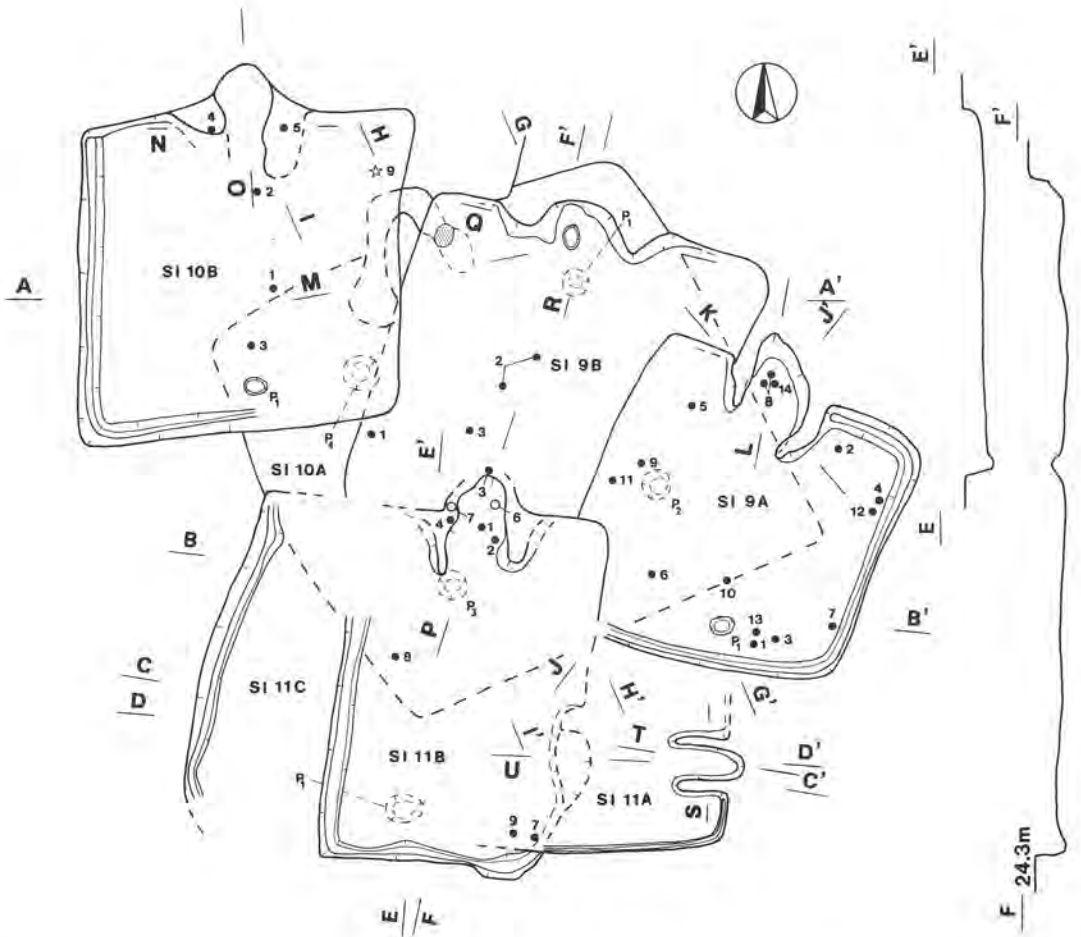 E'
F'
G
F'
H
4
5
N
9
O
2
I
Q
P₁
SI 10B
A
1
M
R
A'
J'
K
3
2
SI 9B
8
14
P₁
5
P₄
1
3
E'
L
2
SI 10A
9
11
P₂
SI 9A
4
12
3
4
7
1
6
2
B
E
6
10
P₃
P
13
7
B'
P₁
1
3
8
C
D
SI 11C
J
H'
G'
T
I'
D'
C'
SI 11B
U
P₁
SI 11A
S
9
7
24.3m
E
F
F